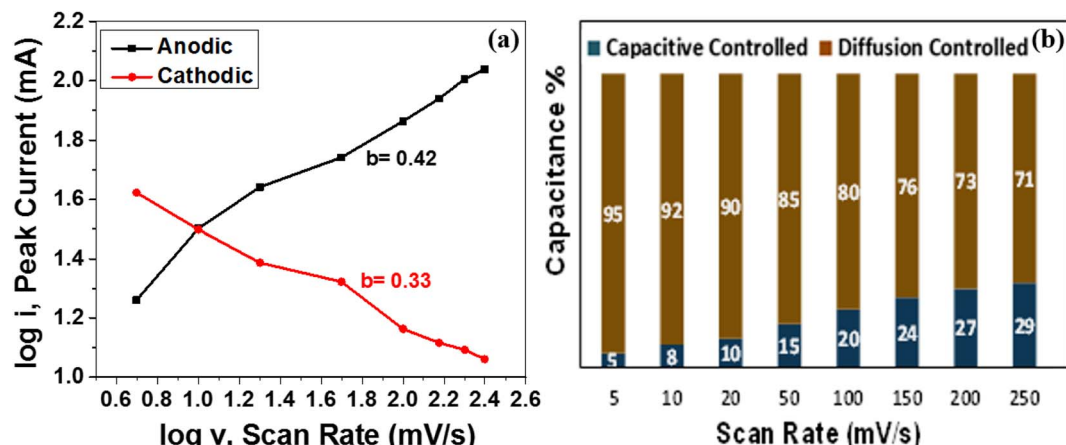 2.2
2.0
1.8
1.6
1.4
1.2
1.0
log i, Peak Current (mA)
Anodic
Cathodic
(a)
b= 0.42
b= 0.33
0.6 0.8 1.0 1.2 1.4 1.6 1.8 2.0 2.2 2.4 2.6
log v, Scan Rate (mV/s)
Capacitive Controlled Diffusion Controlled
(b)
Capacitance %
95 92 90 85 80 76 73 71
5 8 10 15 20 24 27 29
5 10 20 50 100 150 200 250
Scan Rate (mV/s)